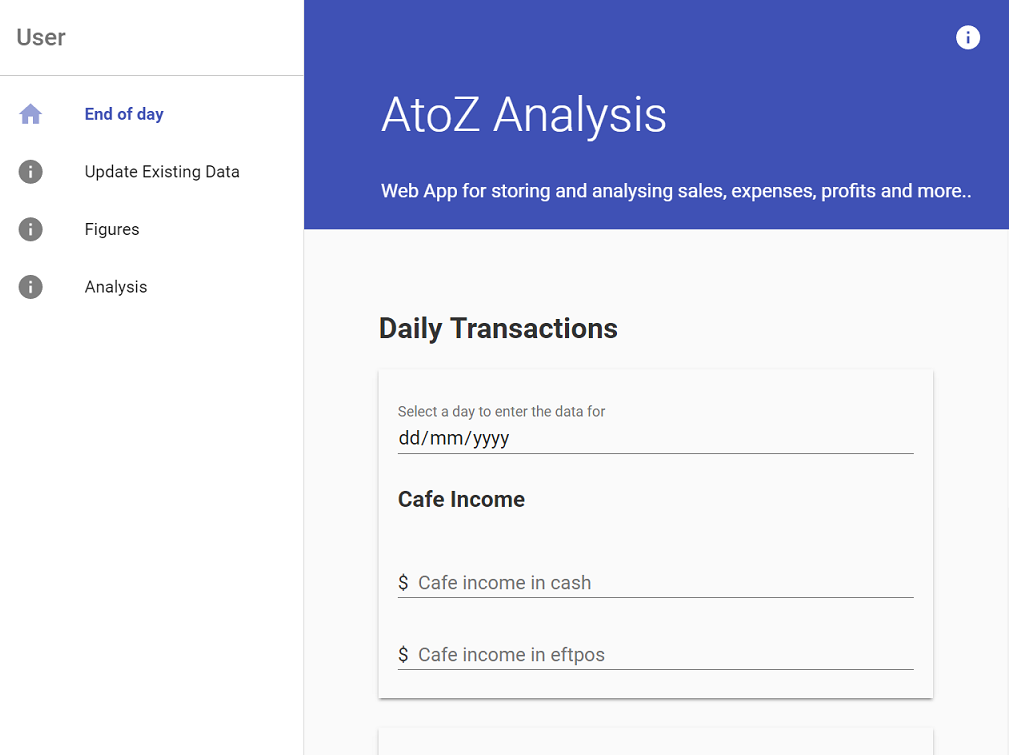 User
End of day
Update Existing Data
Figures
Analysis
AtoZ Analysis
Web App for storing and analysing sales, expenses, profits and more..
Daily Transactions
Select a day to enter the data for
dd/mm/yyyy
Cafe Income
$ Cafe income in cash
$ Cafe income in eftpos